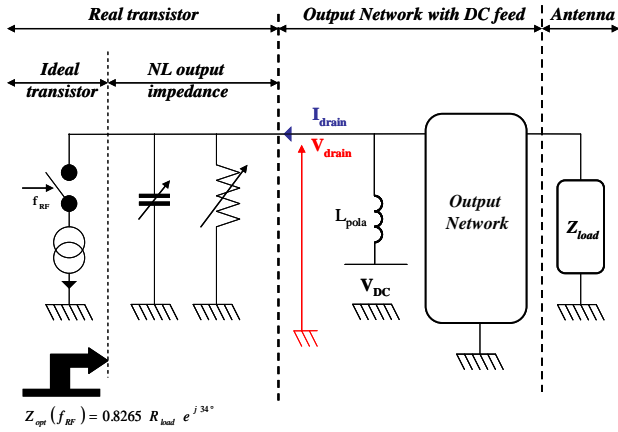 Real transistor
Output Network with DC feed
Antenna
Ideal transistor
NL output impedance
I_drain
V_drain
f_RF
L_pola
V_DC
Output Network
Z_load
Z_opt (f_RF) = 0.8265 R_load e^{j 34°}